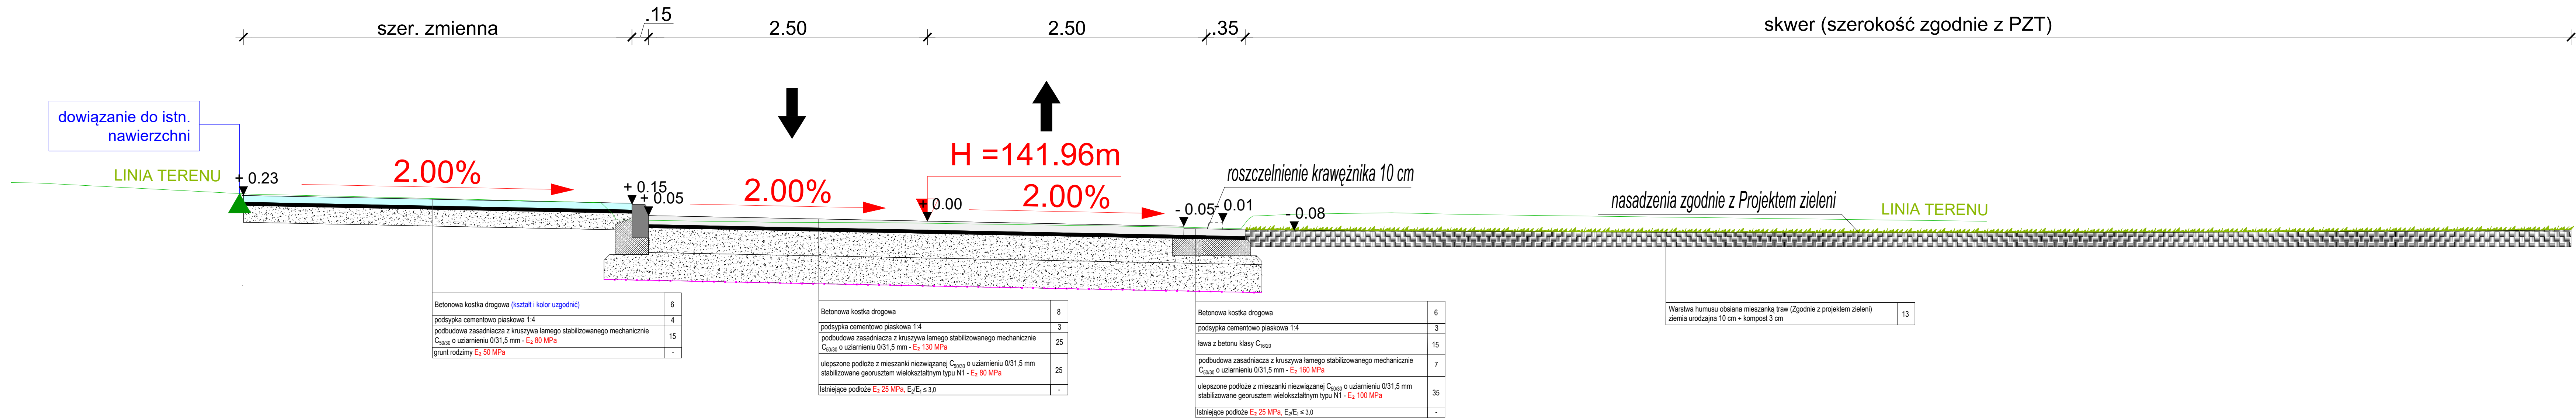 szer. zmienna
.15
2.50
2.50
.35
skwer (szerokość zgodnie z PZT)
dowiązanie do istn.
nawierzchni
LINIA TERENU
+ 0.23
2.00%
+ 0.15
+ 0.05
2.00%
H =141.96m
2.00%
± 0.00
- 0.05
- 0.01
roszczelnienie krawężnika 10 cm
- 0.08
nasadzenia zgodnie z Projektem zieleni
LINIA TERENU
Betonowa kostka drogowa (kształt i kolor uzgodnić) 6
podsypka cementowo piaskowa 1:4 4
podbudowa zasadniacza z kruszywa łamego stabilizowanego mechanicznie
C50/30 o uziarnieniu 0/31,5 mm - E2 80 MPa 15
grunt rodzimy E2 50 MPa -
Betonowa kostka drogowa 8
podsypka cementowo piaskowa 1:4 3
podbudowa zasadniacza z kruszywa łamego stabilizowanego mechanicznie
C50/30 o uziarnieniu 0/31,5 mm - E2 130 MPa 25
ulepszone podłoże z mieszanki niezwiązanej C50/30 o uziarnieniu 0/31,5 mm
stabilizowane georusztem wielokształtnym typu N1 - E2 80 MPa 25
Istniejące podłoże E2 25 MPa, E2/E1 ≤ 3,0 -
Betonowa kostka drogowa 6
podsypka cementowo piaskowa 1:4 3
ława z betonu klasy C16/20 15
podbudowa zasadniacza z kruszywa łamego stabilizowanego mechanicznie
C50/30 o uziarnieniu 0/31,5 mm - E2 160 MPa 7
ulepszone podłoże z mieszanki niezwiązanej C50/30 o uziarnieniu 0/31,5 mm
stabilizowane georusztem wielokształtnym typu N1 - E2 100 MPa 35
Istniejące podłoże E2 25 MPa, E2/E1 ≤ 3,0 -
Warstwa humusu obsiana mieszanką traw (Zgodnie z projektem zieleni)
ziemia urodzajna 10 cm + kompost 3 cm 13